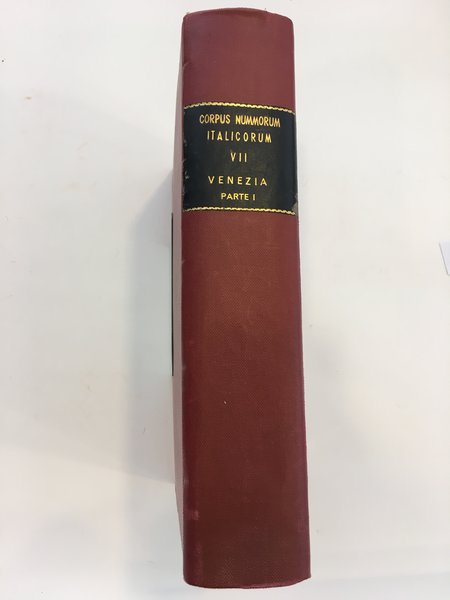 CORPUS NUMMORUM
ITALICORUM
VII
VENEZIA
PARTE I